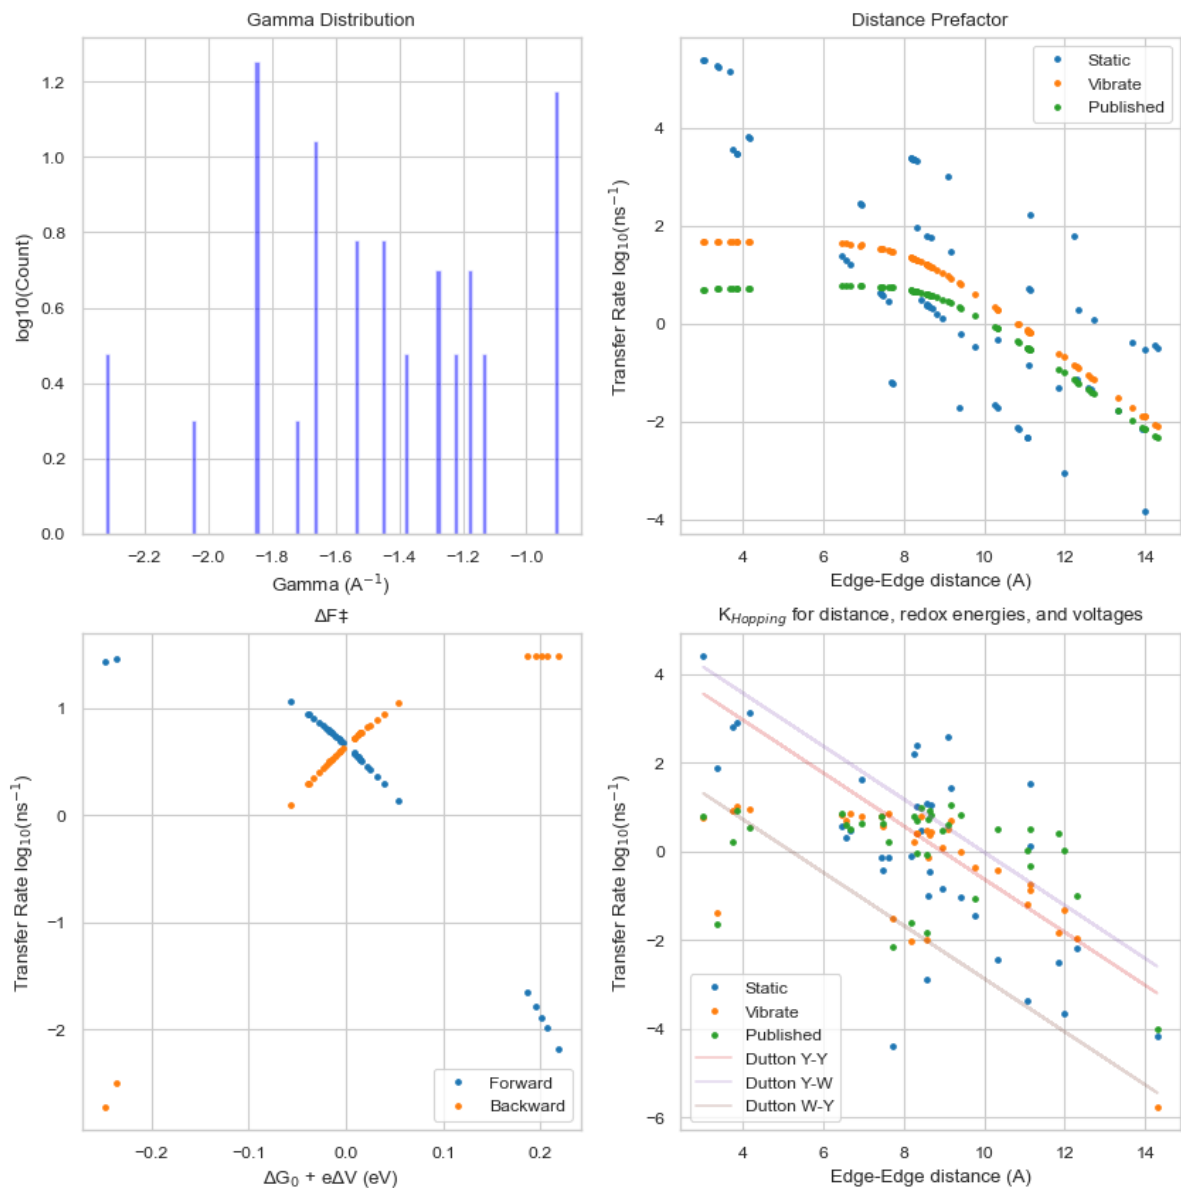 Gamma Distribution
1.2
1.0
0.8
0.6
0.4
0.2
0.0
log10(Count)
−2.2 −2.0 −1.8 −1.6 −1.4 −1.2 −1.0
Gamma (A⁻¹)
Distance Prefactor
Static
Vibrate
Published
4
2
0
−2
−4
Transfer Rate log₁₀(ns⁻¹)
4 6 8 10 12 14
Edge-Edge distance (A)
ΔF‡
1
0
−1
−2
Transfer Rate log₁₀(ns⁻¹)
Forward
Backward
−0.2 −0.1 0.0 0.1 0.2
ΔG₀ + eΔV (eV)
K_Hopping for distance, redox energies, and voltages
4
2
0
−2
−4
−6
Transfer Rate log₁₀(ns⁻¹)
Static
Vibrate
Published
Dutton Y-Y
Dutton Y-W
Dutton W-Y
4 6 8 10 12 14
Edge-Edge distance (A)